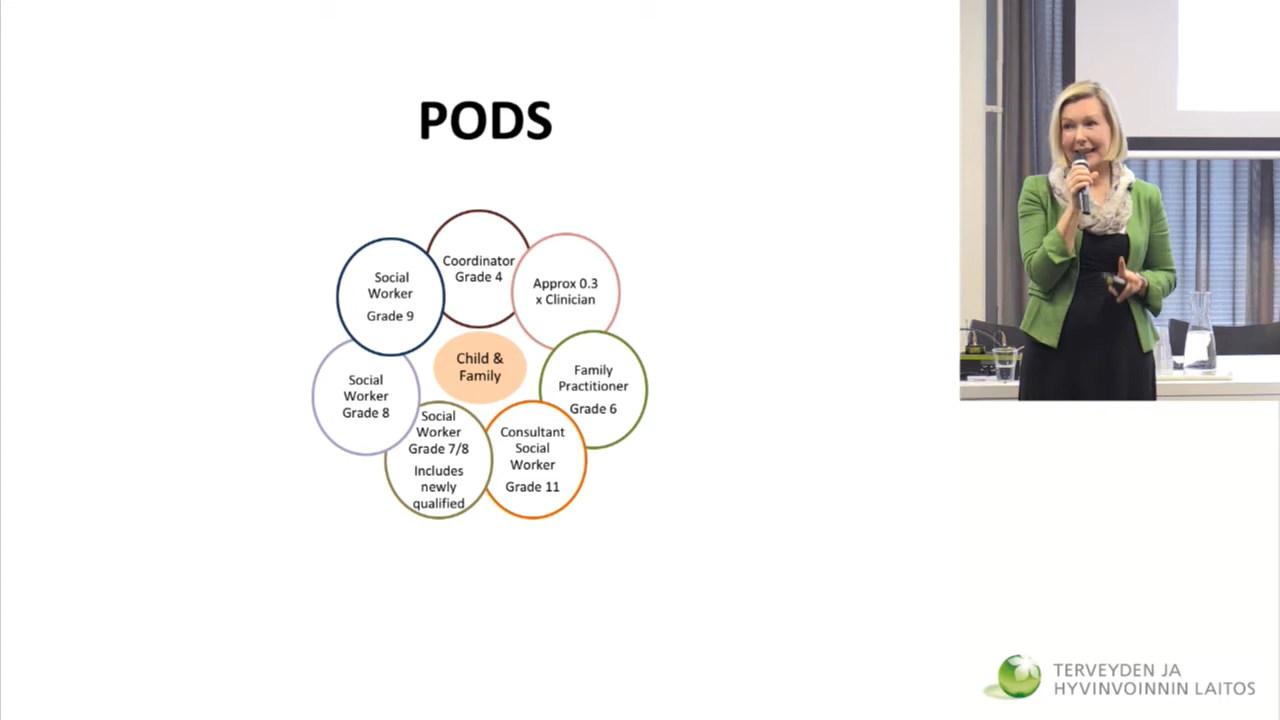 PODS
Coordinator
Grade 4
Approx 0.3
x Clinician
Family
Practitioner
Grade 6
Consultant
Social
Worker
Grade 11
Social
Worker
Grade 7/8
Includes
newly
qualified
Social
Worker
Grade 8
Social
Worker
Grade 9
Child &
Family
TERVEYDEN JA
HYVINVOINNIN LAITOS